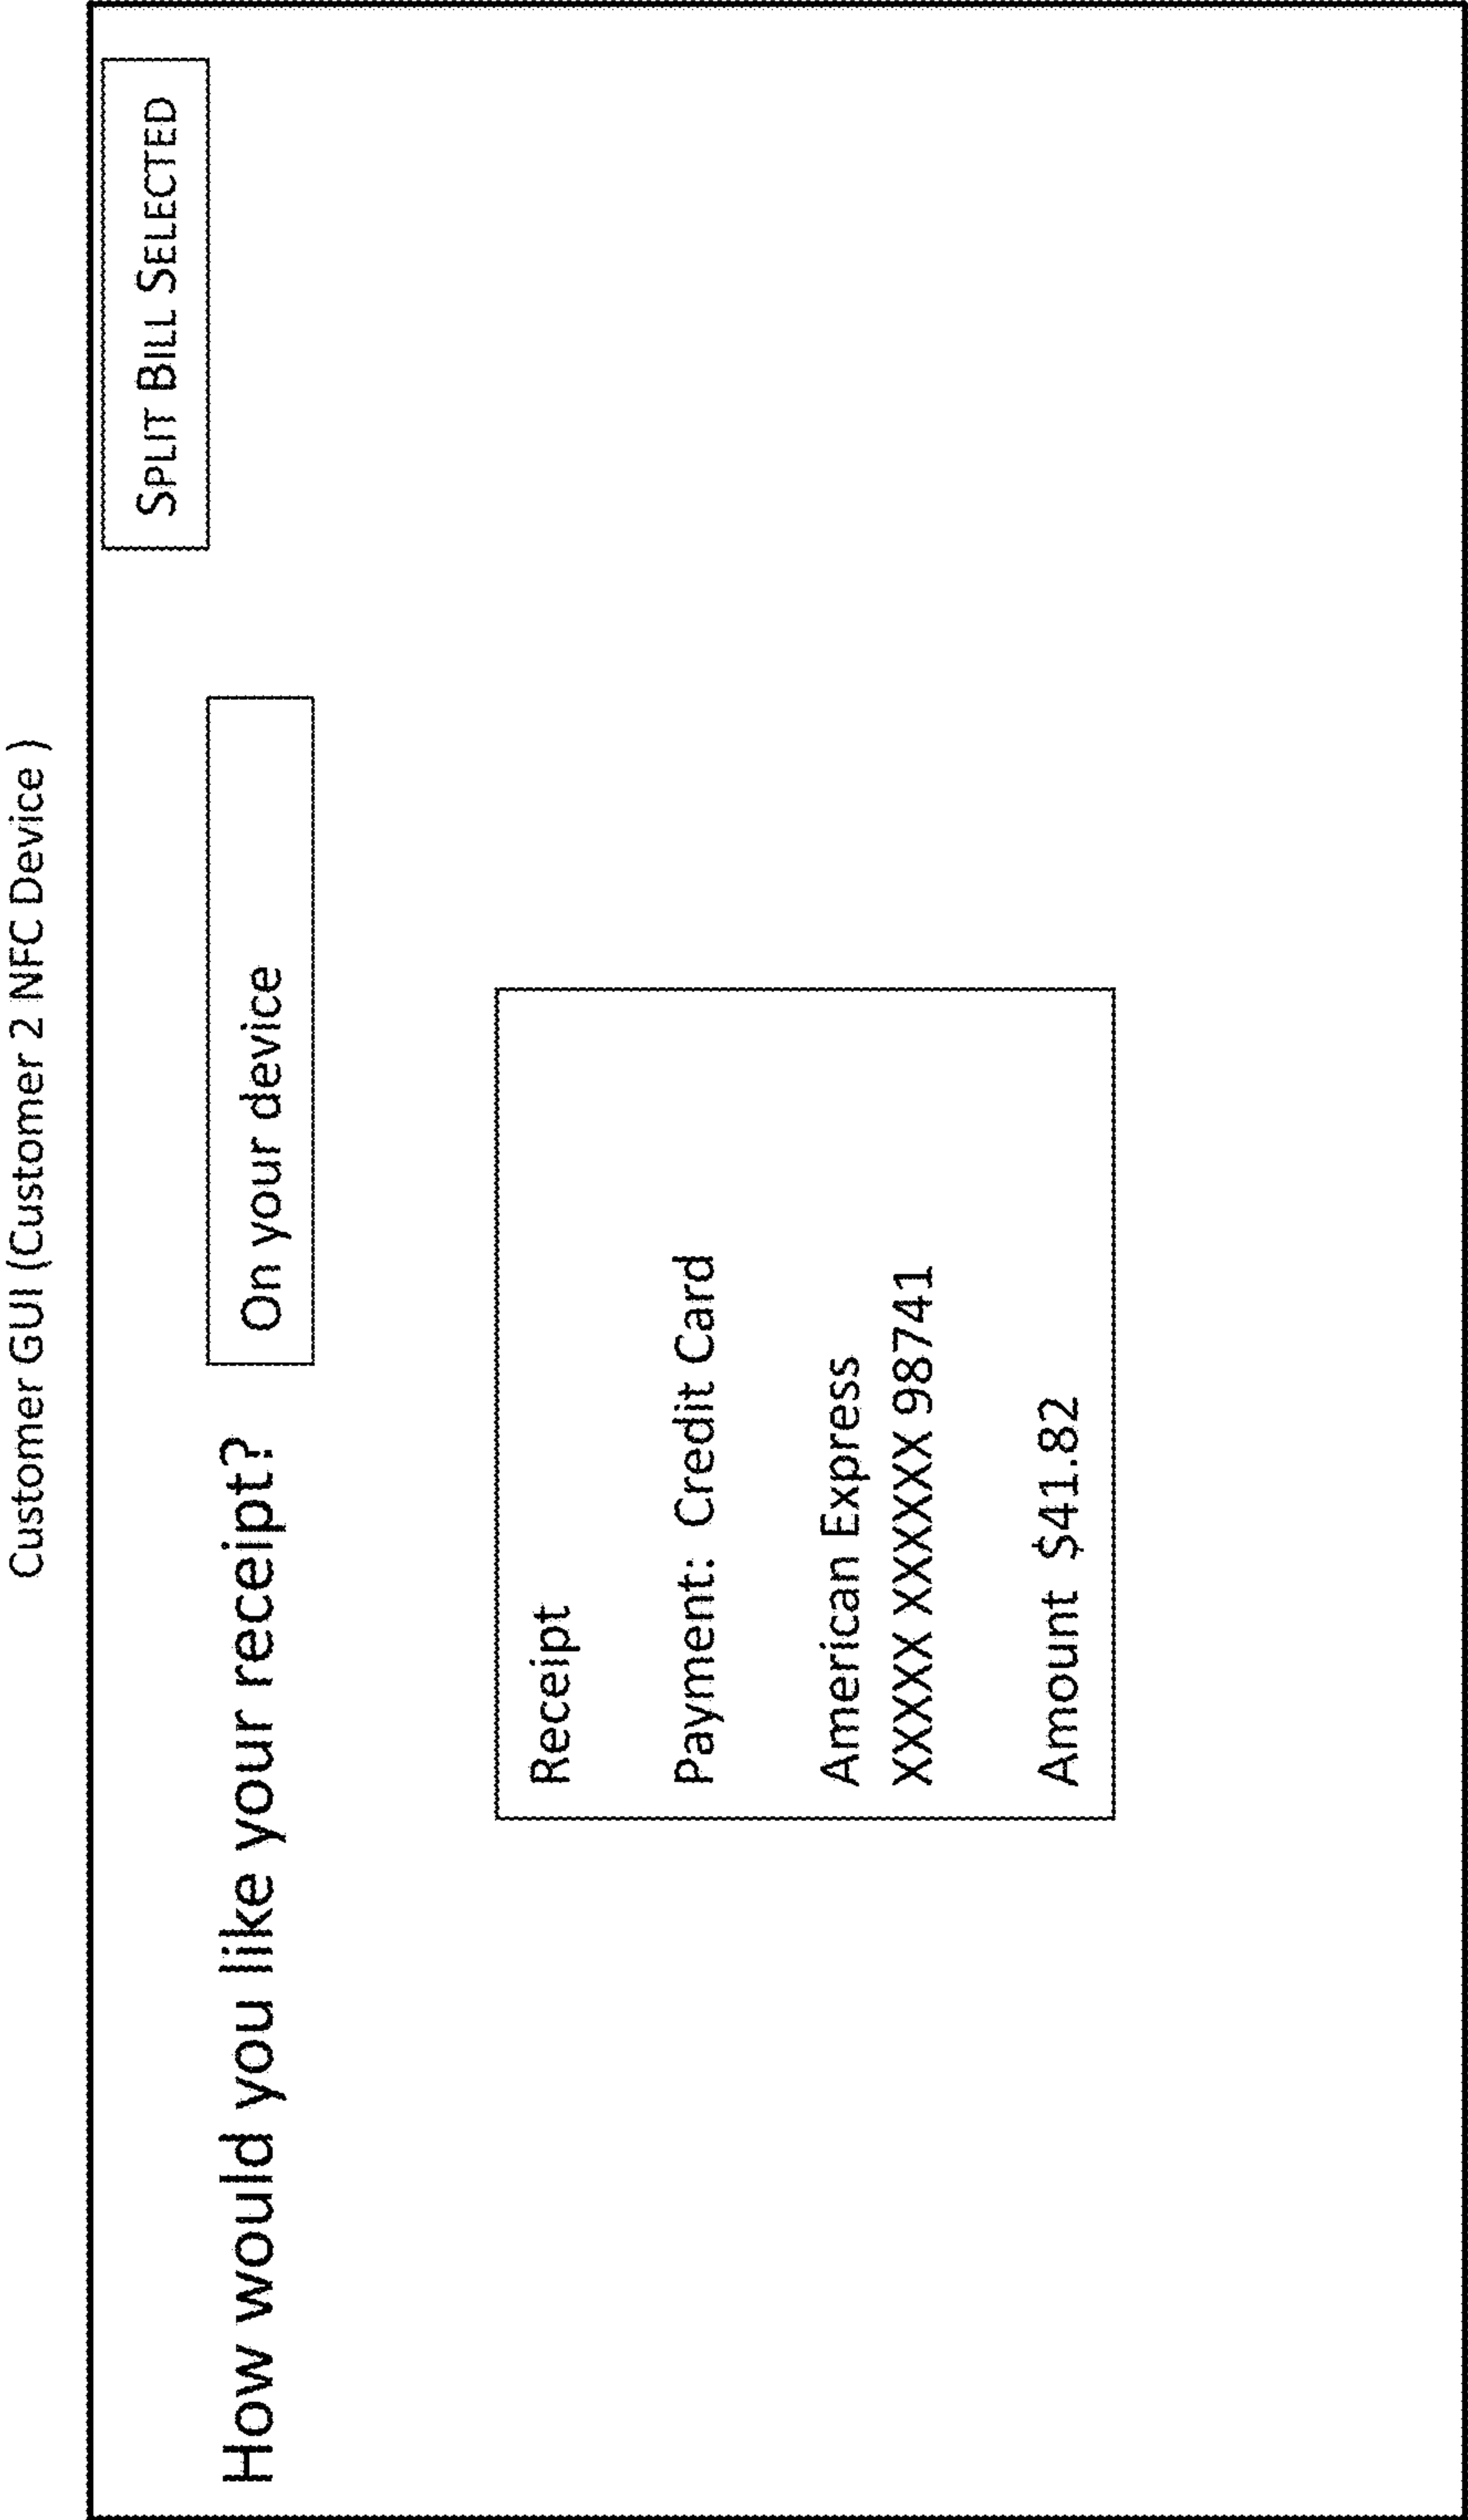 Customer GUI (Customer 2 NFC Device )
SPLIT BILL SELECTED
How would you like your receipt?
On your device
Receipt
Payment: Credit Card
American Express
XXXXX XXXXXX 98741
Amount $41.82